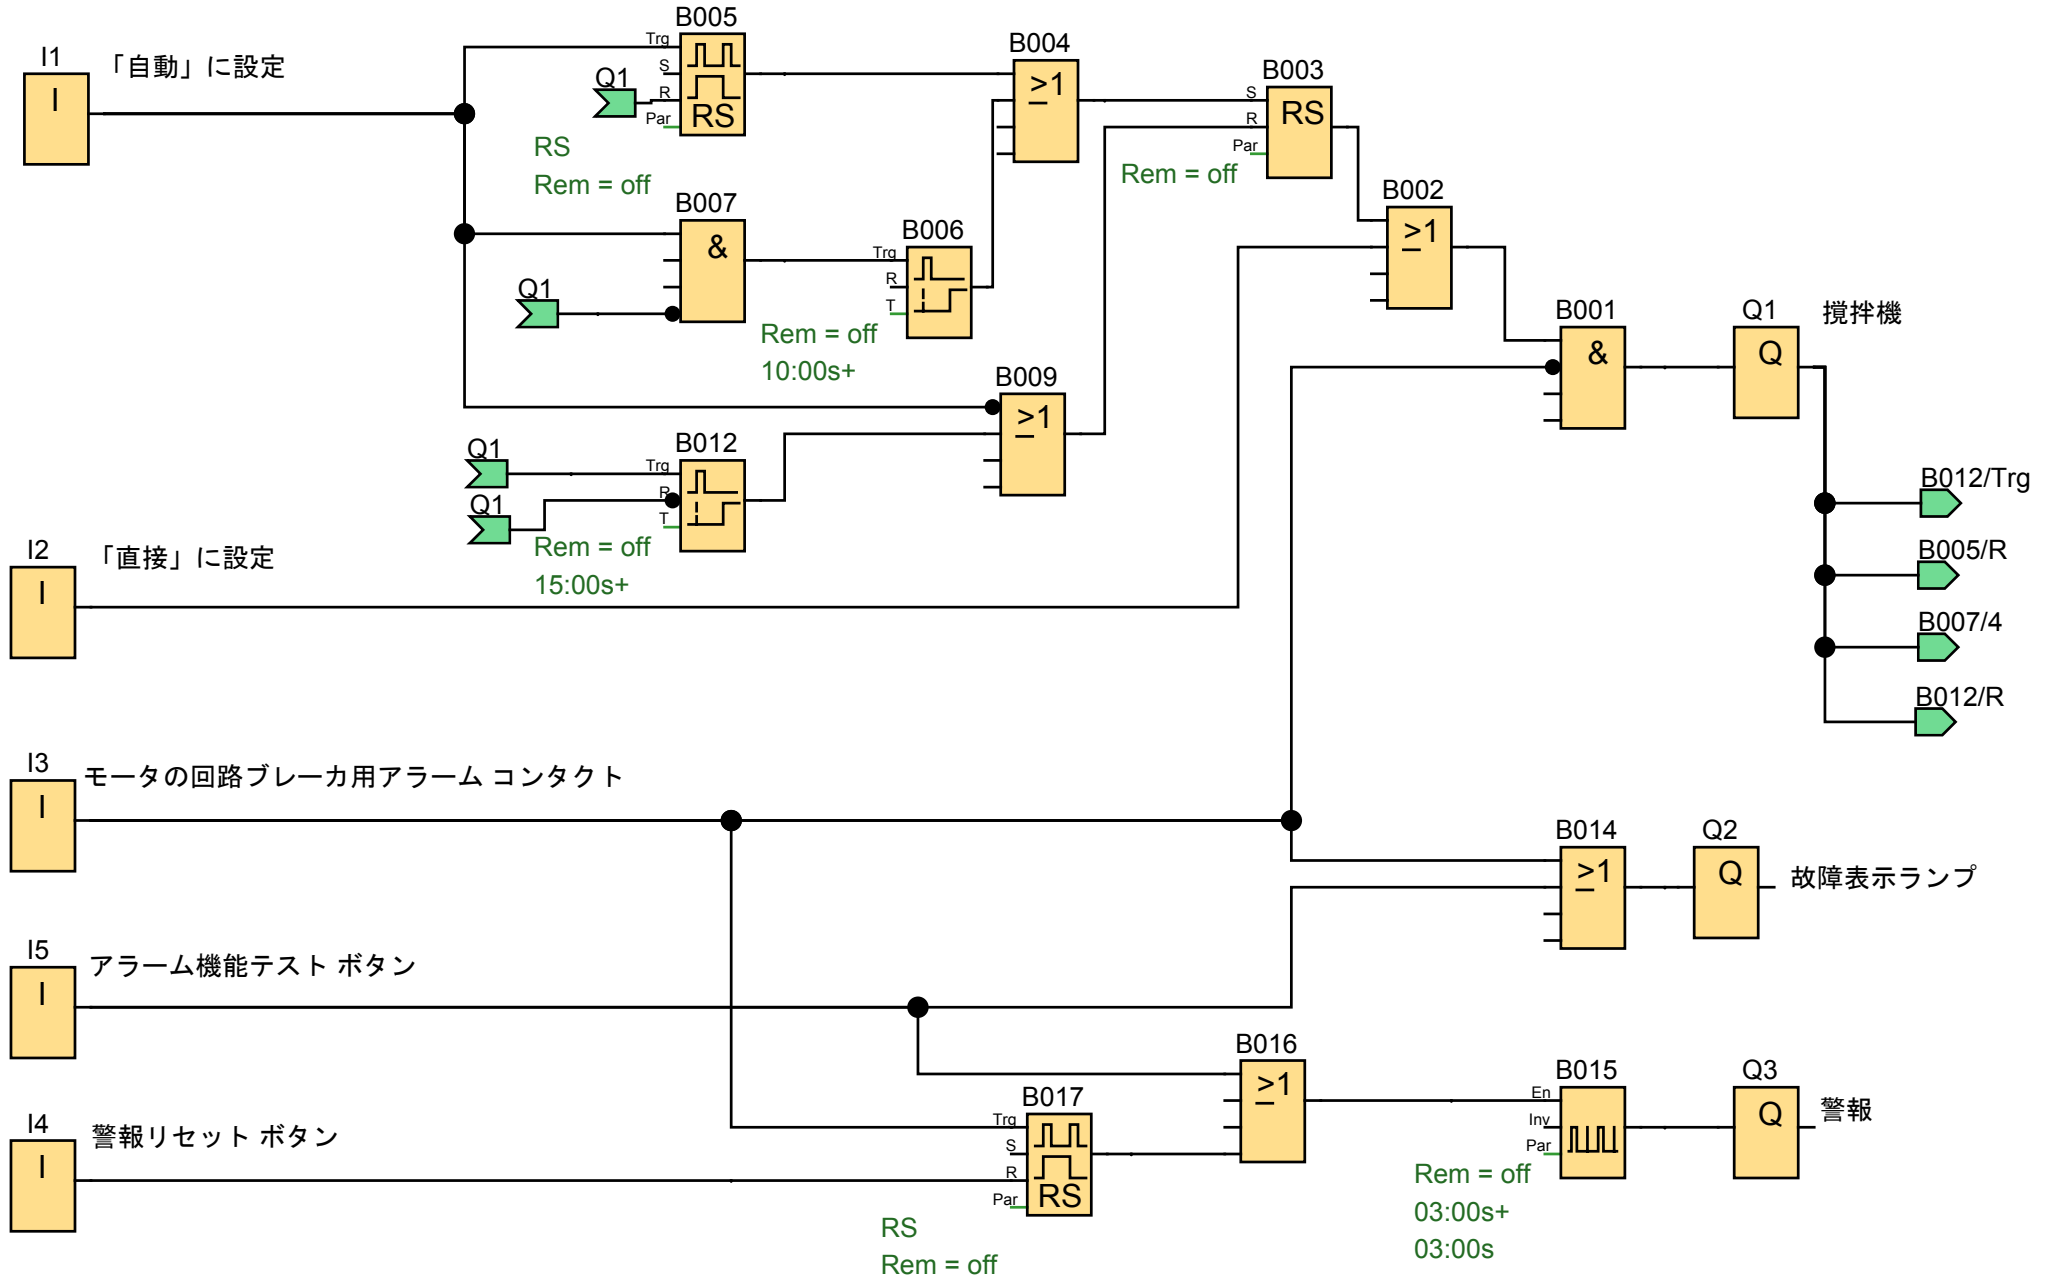 B005
I1
「自動」に設定
I
Trg
S
R
Par
RS
Q1
RS
Rem = off
B004
>1
B003
S
R
Par
RS
Rem = off
B007
&
Q1
B006
Trg
R
T
Rem = off
10:00s+
B002
>1
B001
&
Q1
Q
撹拌機
B009
>1
B012
Q1
Q1
Trg
R
T
Rem = off
15:00s+
B012/Trg
B005/R
B007/4
B012/R
I2
「直接」に設定
I
I3
モータの回路ブレーカ用アラーム コンタクト
I
B014
>1
Q2
Q
故障表示ランプ
I5
アラーム機能テスト ボタン
I
B016
>1
B015
En
Inv
Par
Rem = off
03:00s+
03:00s
Q3
Q
警報
I4
警報リセット ボタン
I
B017
Trg
S
R
Par
RS
RS
Rem = off